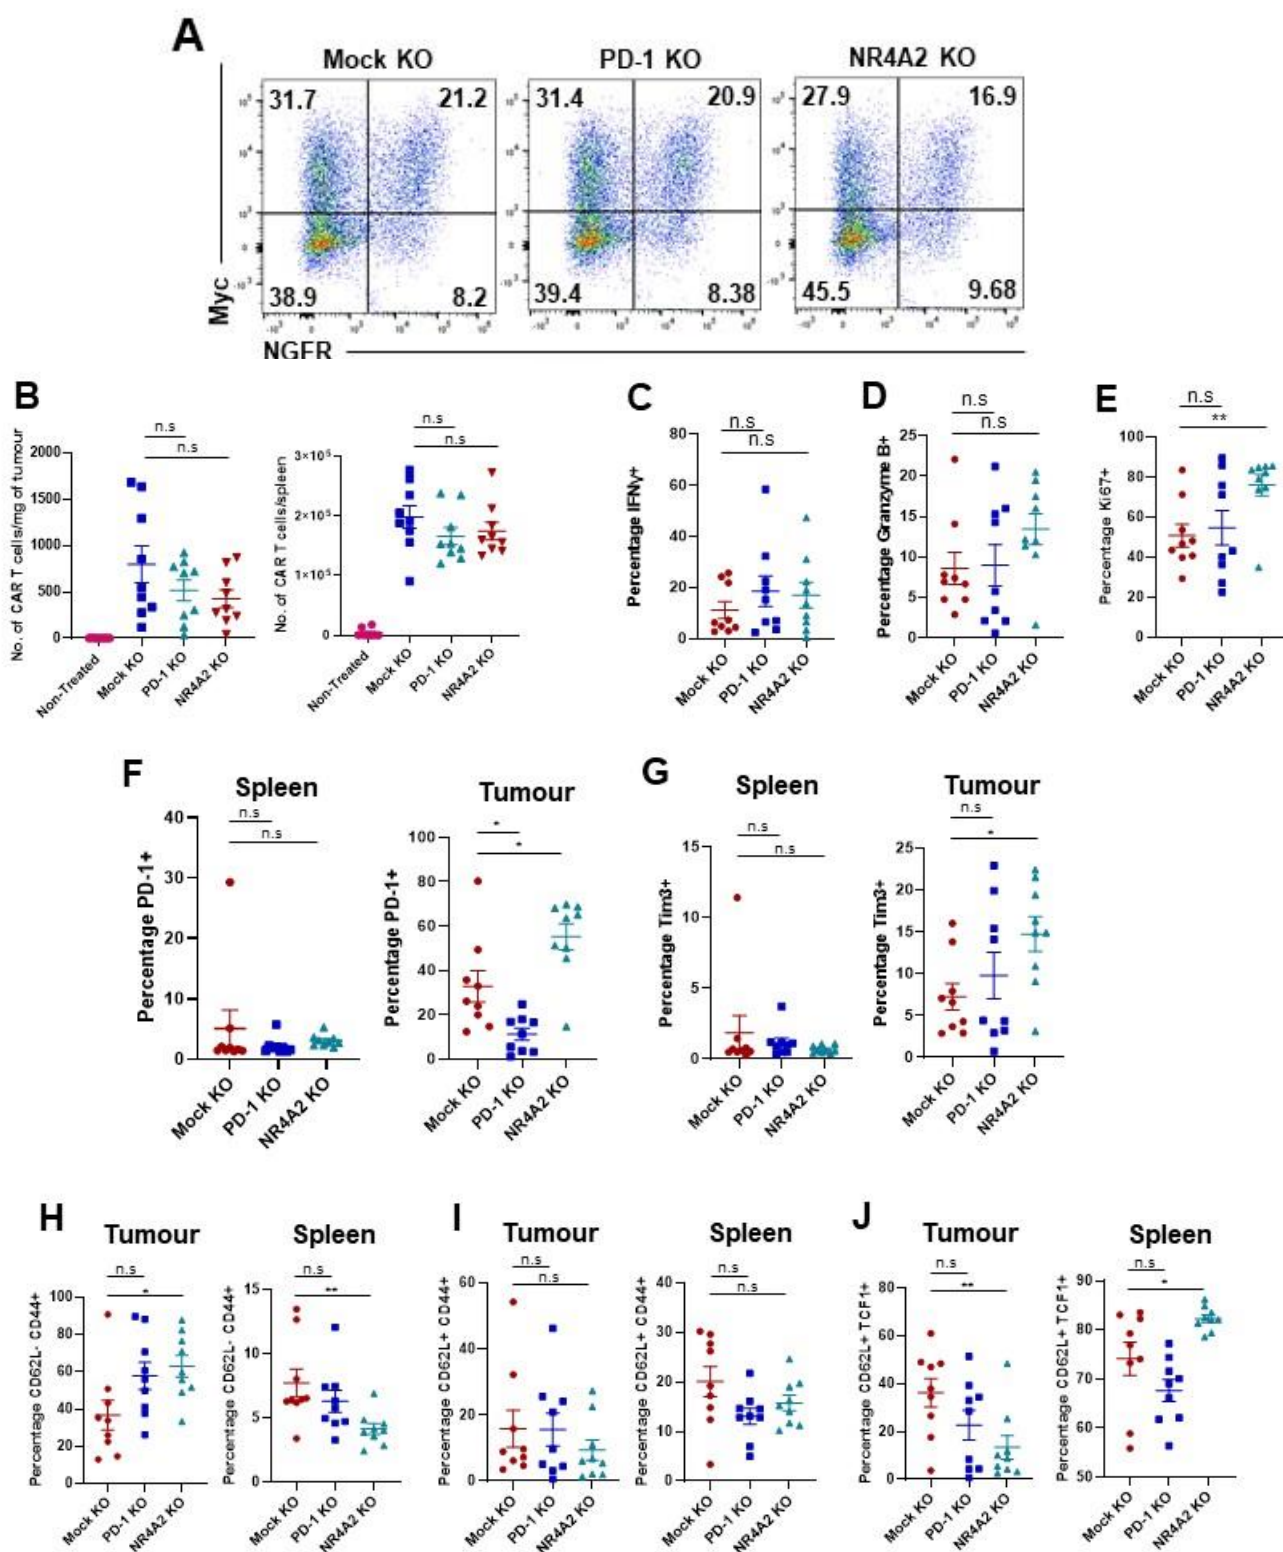 A
Mock KO PD-1 KO NR4A2 KO
31.7 21.2 31.4 20.9 27.9 16.9
38.9 8.2 39.4 8.38 45.5 9.68
Myc
NGFR
B
No. of CAR T cells/mg of tumour
2000
1500
1000
500
0
n.s
n.s
Non-Treated Mock KO PD-1 KO NR4A2 KO
No. of CAR T cells/spleen
3×10⁵
2×10⁵
1×10⁵
0
n.s
n.s
Non-Treated Mock KO PD-1 KO NR4A2 KO
C
Percentage IFNγ+
80
60
40
20
0
n.s
n.s
Mock KO PD-1 KO NR4A2 KO
D
Percentage Granzyme B+
25
20
15
10
5
0
n.s
n.s
Mock KO PD-1 KO NR4A2 KO
E
Percentage Ki67+
100
80
60
40
20
0
n.s
**
Mock KO PD-1 KO NR4A2 KO
F
Spleen
Percentage PD-1+
40
30
20
10
0
n.s
n.s
Mock KO PD-1 KO NR4A2 KO
Tumour
Percentage PD-1+
100
80
60
40
20
0
*
*
Mock KO PD-1 KO NR4A2 KO
G
Spleen
Percentage Tim3+
15
10
5
0
n.s
n.s
Mock KO PD-1 KO NR4A2 KO
Tumour
Percentage Tim3+
25
20
15
10
5
0
n.s
*
Mock KO PD-1 KO NR4A2 KO
H
Tumour
Percentage CD62L- CD44+
100
80
60
40
20
0
n.s
*
Mock KO PD-1 KO NR4A2 KO
Spleen
Percentage CD62L- CD44+
15
10
5
0
n.s
**
Mock KO PD-1 KO NR4A2 KO
I
Tumour
Percentage CD62L+ CD44+
60
40
20
0
n.s
n.s
Mock KO PD-1 KO NR4A2 KO
Spleen
Percentage CD62L+ CD44+
40
30
20
10
0
n.s
n.s
Mock KO PD-1 KO NR4A2 KO
J
Tumour
Percentage CD62L+ TCF1+
80
60
40
20
0
n.s
**
Mock KO PD-1 KO NR4A2 KO
Spleen
Percentage CD62L+ TCF1+
90
80
70
60
50
n.s
*
Mock KO PD-1 KO NR4A2 KO